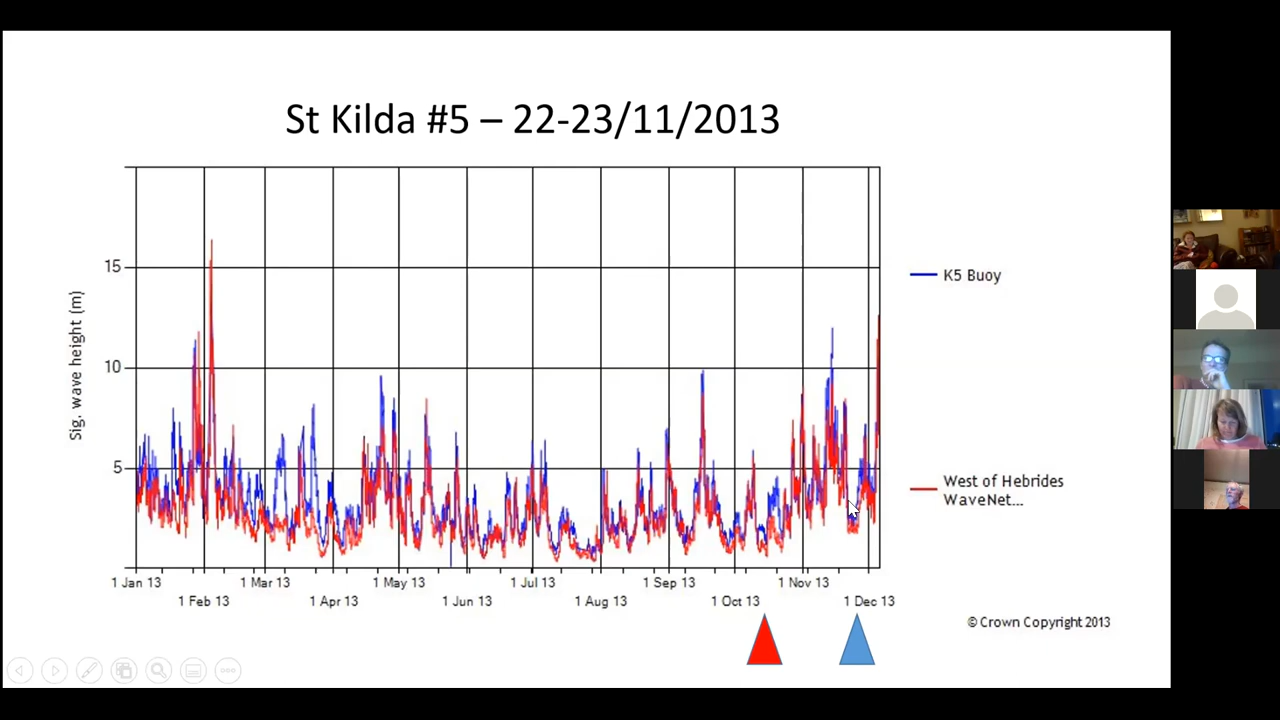 St Kilda #5 – 22-23/11/2013
Sig. wave height (m)
15
10
5
1 Jan 13
1 Feb 13
1 Mar 13
1 Apr 13
1 May 13
1 Jun 13
1 Jul 13
1 Aug 13
1 Sep 13
1 Oct 13
1 Nov 13
1 Dec 13
K5 Buoy
West of Hebrides
WaveNet...
© Crown Copyright 2013